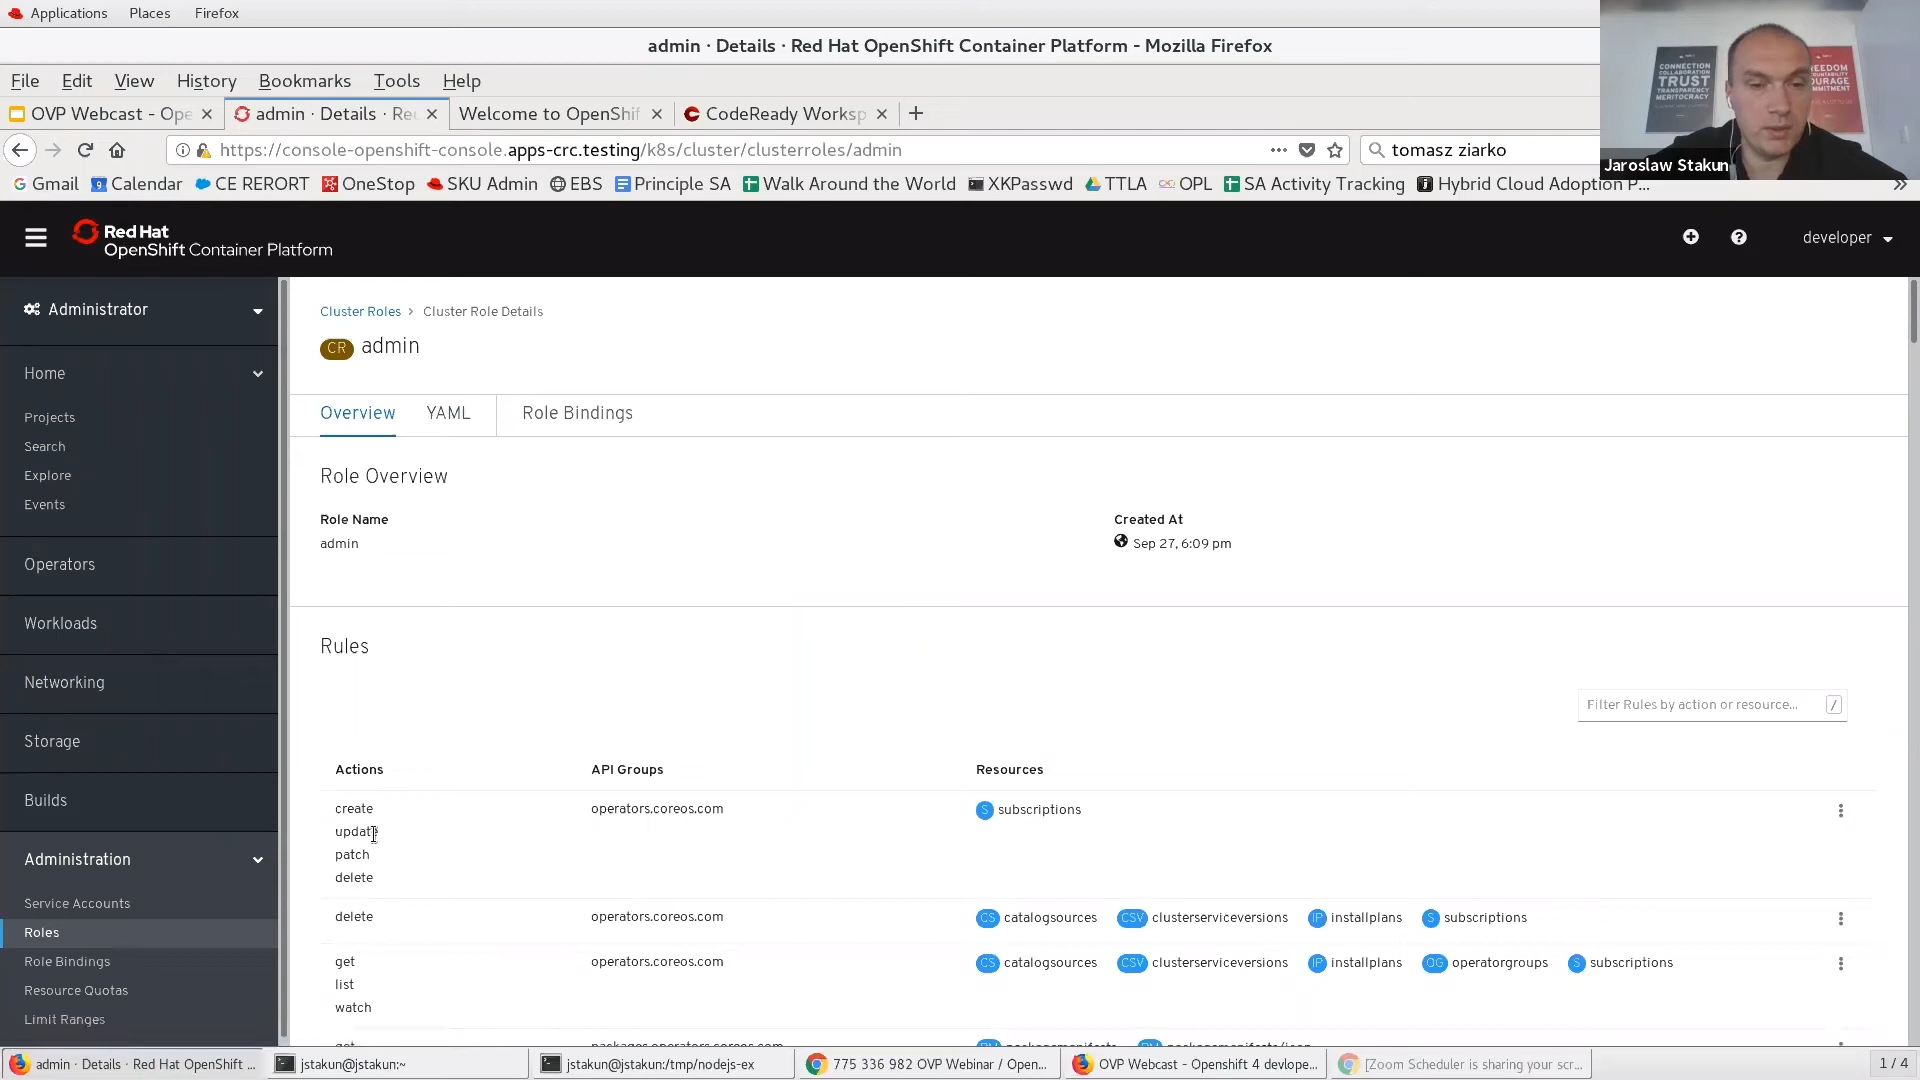 Applications Places Firefox
admin · Details · Red Hat OpenShift Container Platform - Mozilla Firefox
File Edit View History Bookmarks Tools Help
OVP Webcast - Ope
admin · Details · Re
Welcome to OpenShif
CodeReady Worksp
https://console-openshift-console.apps-crc.testing/k8s/cluster/clusterroles/admin
tomasz ziarko
Gmail Calendar CE RERORT OneStop SKU Admin EBS Principle SA Walk Around the World XKPasswd TTLA OPL SA Activity Tracking Hybrid Cloud Adoption P...
CONNECTION
COLLABORATION
TRUST
TRANSPARENCY
MERITOCRACY
Jaroslaw Stakun
Red Hat
OpenShift Container Platform
developer
Administrator
Home
Projects
Search
Explore
Events
Operators
Workloads
Networking
Storage
Builds
Administration
Service Accounts
Roles
Role Bindings
Resource Quotas
Limit Ranges
Cluster Roles > Cluster Role Details
CR admin
Overview YAML Role Bindings
Role Overview
Role Name
admin
Created At
Sep 27, 6:09 pm
Rules
Filter Rules by action or resource... /
Actions API Groups Resources
create operators.coreos.com S subscriptions
update
patch
delete
delete operators.coreos.com CS catalogsources CSV clusterserviceversions IP installplans S subscriptions
get operators.coreos.com CS catalogsources CSV clusterserviceversions IP installplans OG operatorgroups S subscriptions
list
watch
admin · Details · Red Hat OpenShift ...
jstakun@jstakun:~
jstakun@jstakun:/tmp/nodejs-ex
775 336 982 OVP Webinar / Open...
OVP Webcast - Openshift 4 devlope...
[Zoom Scheduler is sharing your scr...
1 / 4